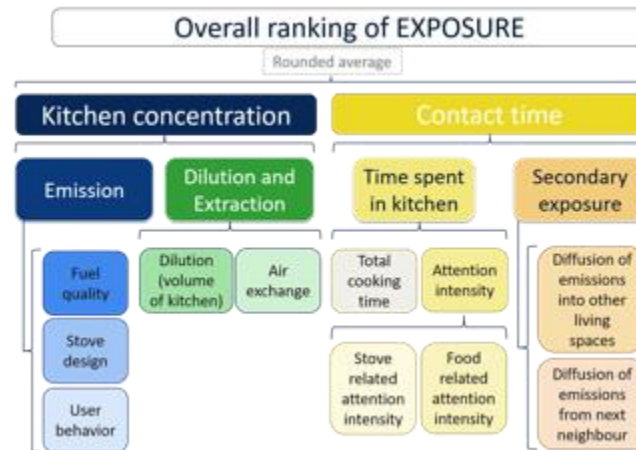 Overall ranking of EXPOSURE
Rounded average
Kitchen concentration
Contact time
Emission
Dilution and
Extraction
Time spent
in kitchen
Secondary
exposure
Fuel
quality
Stove
design
User
behavior
Dilution
(volume
of kitchen)
Air
exchange
Total
cooking
time
Attention
intensity
Stove
related
attention
intensity
Food
related
attention
intensity
Diffusion of
emissions
into other
living
spaces
Diffusion of
emissions
from next
neighbour